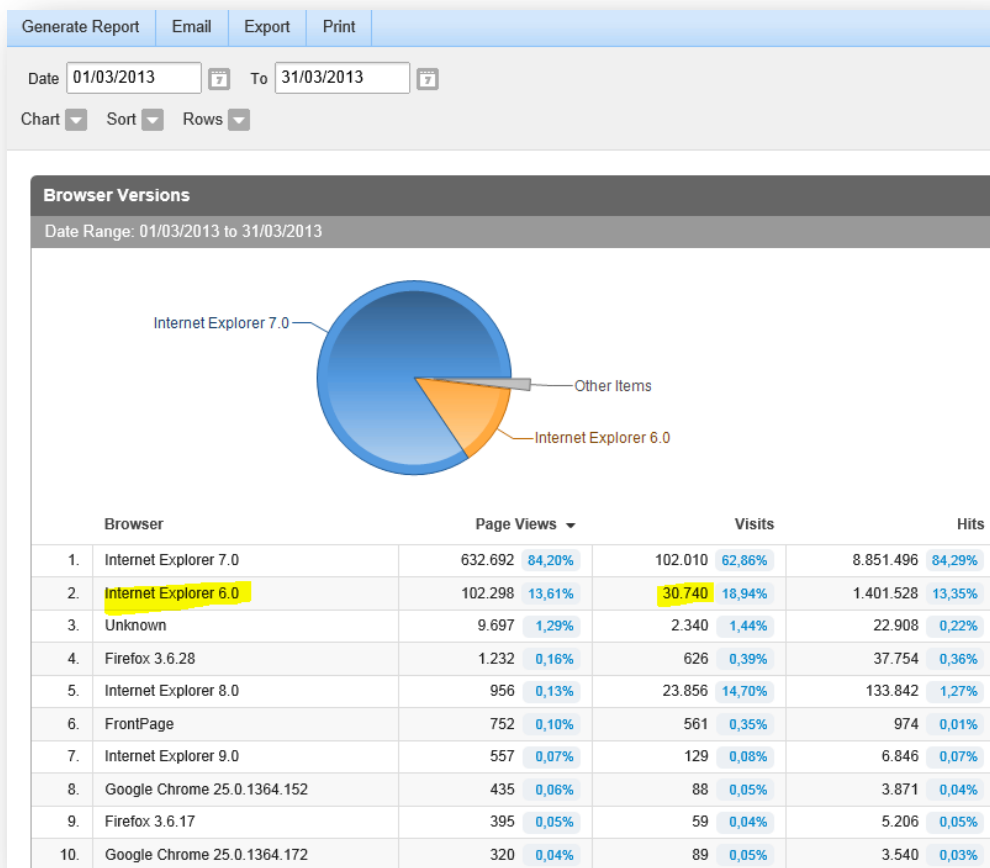 Generate Report Email Export Print
Date 01/03/2013 7 To 31/03/2013 7
Chart Sort Rows
Browser Versions
Date Range: 01/03/2013 to 31/03/2013
Internet Explorer 7.0
Other Items
Internet Explorer 6.0
Browser Page Views Visits Hits
1. Internet Explorer 7.0 632.692 84,20% 102.010 62,86% 8.851.496 84,29%
2. Internet Explorer 6.0 102.298 13,61% 30.740 18,94% 1.401.528 13,35%
3. Unknown 9.697 1,29% 2.340 1,44% 22.908 0,22%
4. Firefox 3.6.28 1.232 0,16% 626 0,39% 37.754 0,36%
5. Internet Explorer 8.0 956 0,13% 23.856 14,70% 133.842 1,27%
6. FrontPage 752 0,10% 561 0,35% 974 0,01%
7. Internet Explorer 9.0 557 0,07% 129 0,08% 6.846 0,07%
8. Google Chrome 25.0.1364.152 435 0,06% 88 0,05% 3.871 0,04%
9. Firefox 3.6.17 395 0,05% 59 0,04% 5.206 0,05%
10. Google Chrome 25.0.1364.172 320 0,04% 89 0,05% 3.540 0,03%